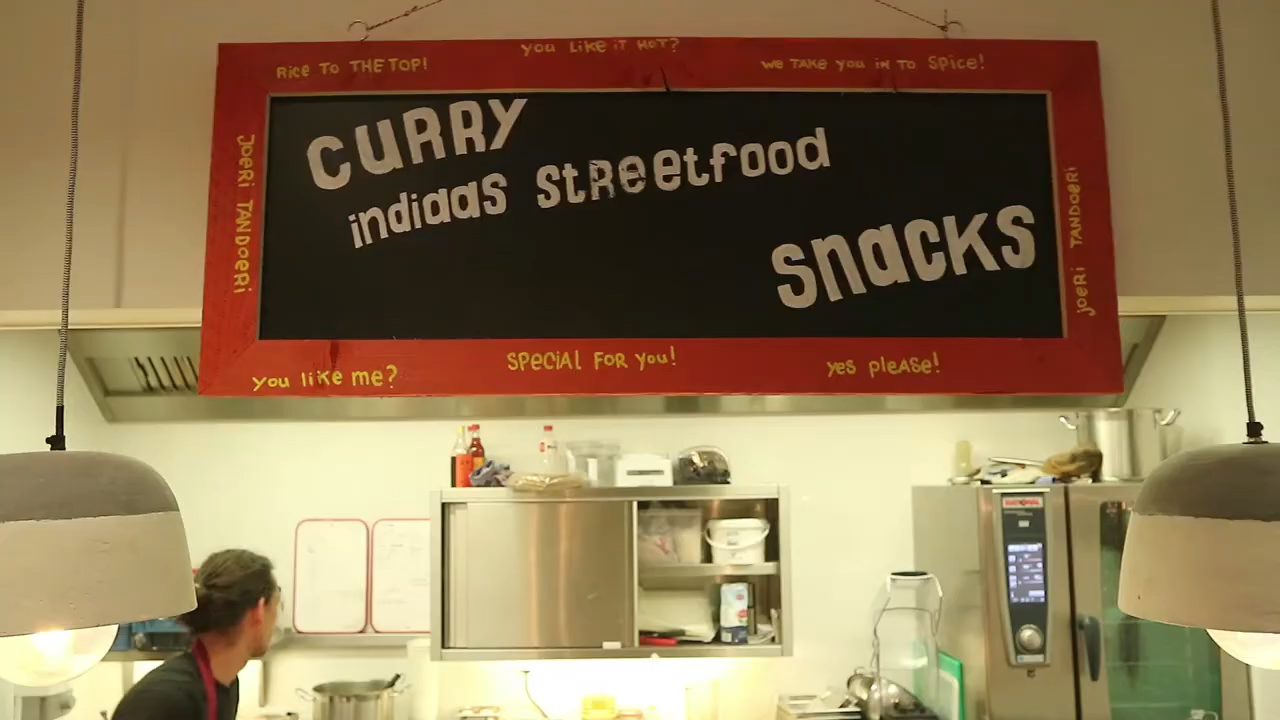 you like it HOT?
Rice TO THE TOP!
we TAKE you in TO Spice!
CURRY
indiaas streetfood
snacks
JOERI TANDOERI
JOERI TANDOERI
you like me?
SPECIAL FOR you!
yes pleASe!
RATIONAL